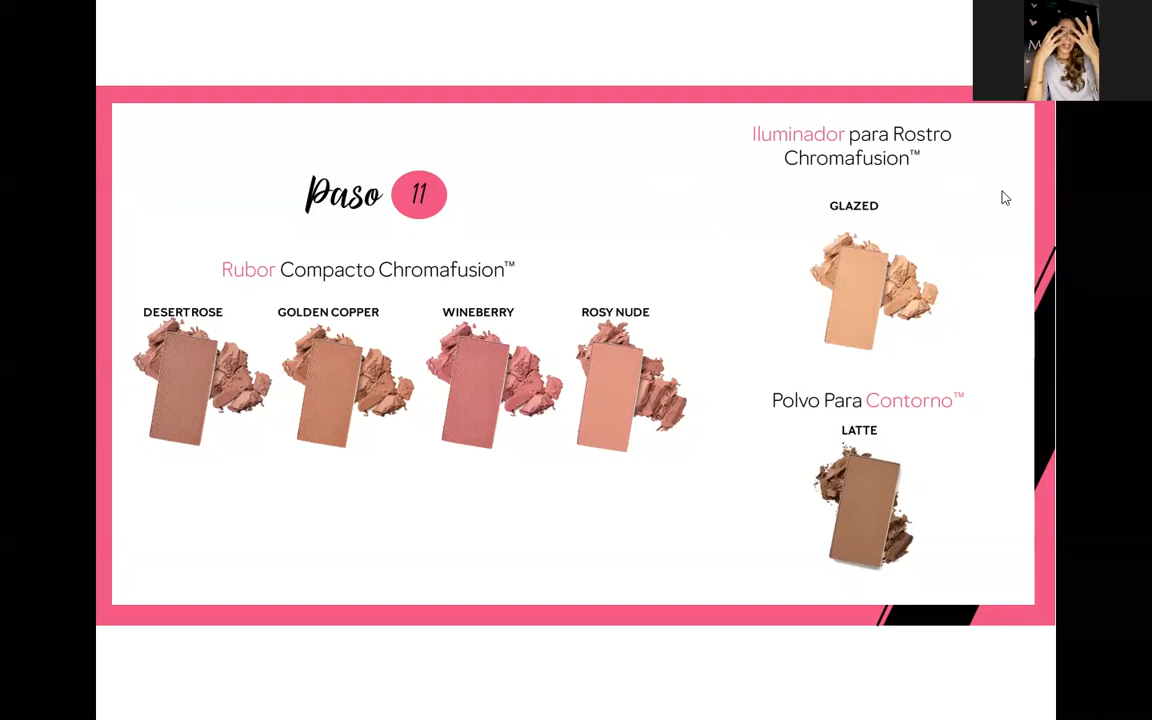 Paso 11
Rubor Compacto Chromafusion™
DESERT ROSE
GOLDEN COPPER
WINEBERRY
ROSY NUDE
Iluminador para Rostro
Chromafusion™
GLAZED
Polvo Para Contorno™
LATTE